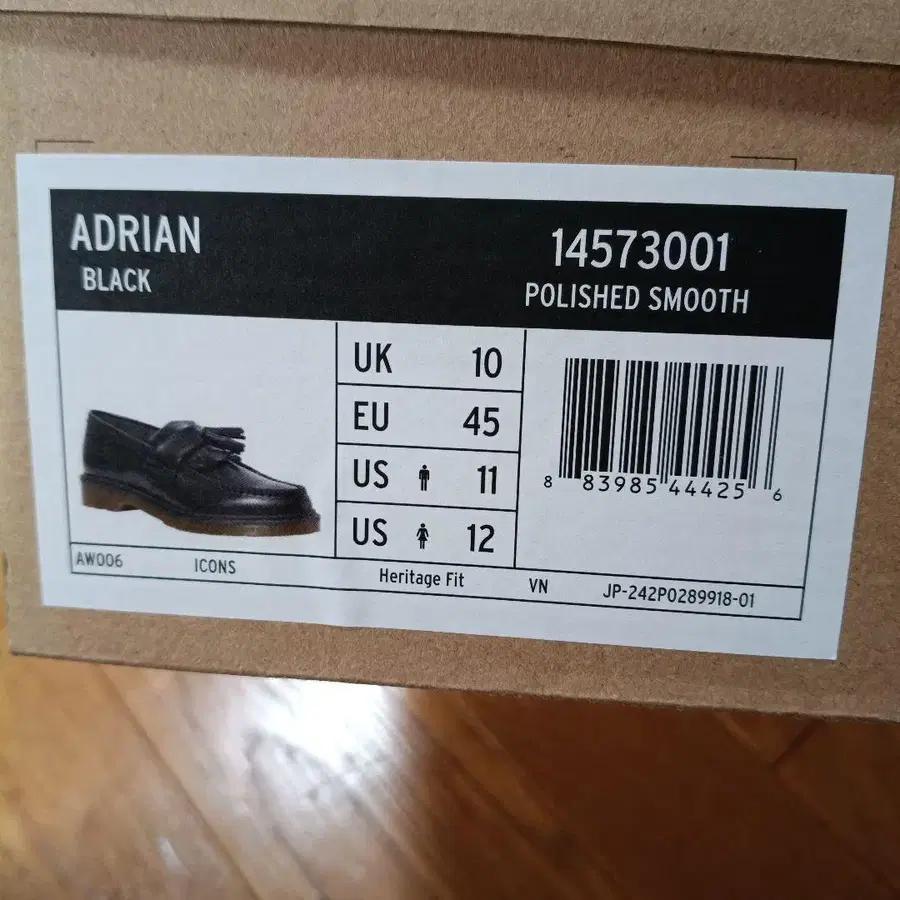 ADRIAN
BLACK
14573001
POLISHED SMOOTH
UK 10
EU 45
US 11
US 12
8 83985 44425 6
AW006 ICONS Heritage Fit VN JP-242P0289918-01